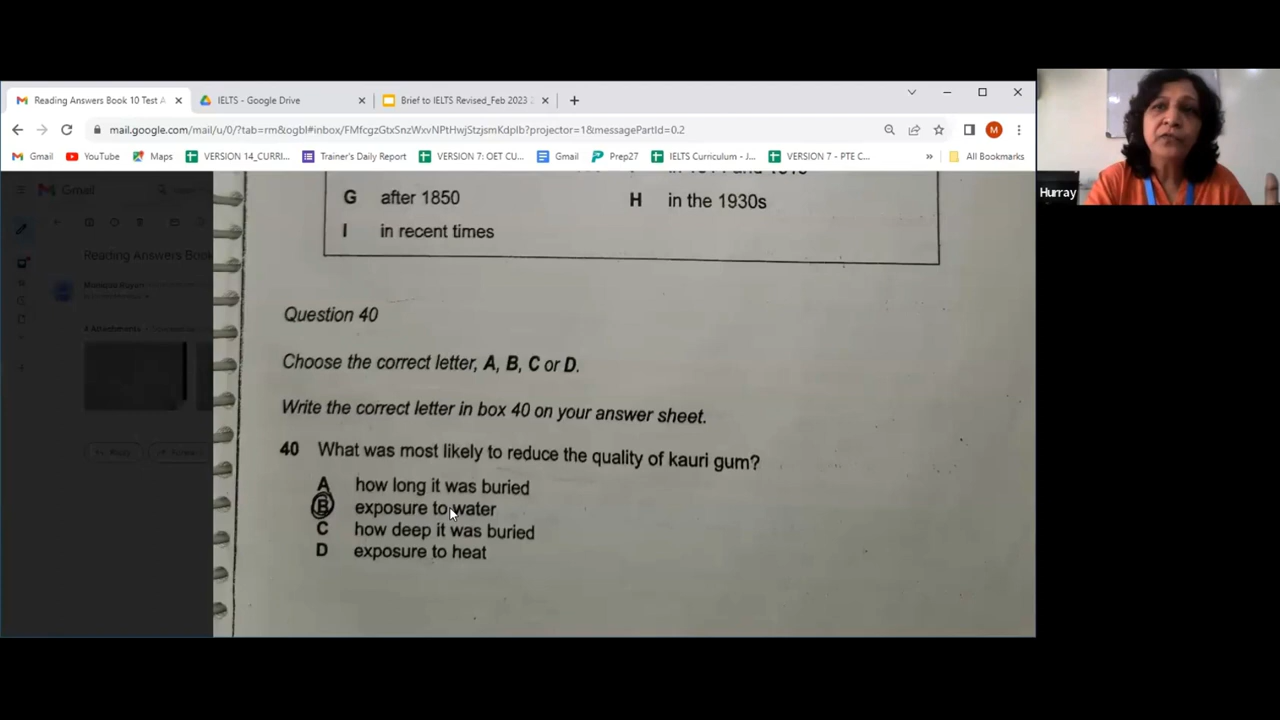 Reading Answers Book 10 Test A
IELTS - Google Drive
Brief to IELTS Revised_Feb 2023
mail.google.com/mail/u/0/?tab=rm&ogbl#inbox/FMfcgzGtxSnzWxvNPtHwjStzjsmKdplb?projector=1&messagePartId=0.2
M
Gmail YouTube Maps VERSION 14_CURRI... Trainer's Daily Report VERSION 7: OET CU... Gmail Prep27 IELTS Curriculum - J... VERSION 7 - PTE C... » All Bookmarks
Hurray
Gmail
Reading Answers Book
G after 1850 H in the 1930s
I in recent times
Question 40
Choose the correct letter, A, B, C or D.
Write the correct letter in box 40 on your answer sheet.
40 What was most likely to reduce the quality of kauri gum?
A how long it was buried
B exposure to water
C how deep it was buried
D exposure to heat